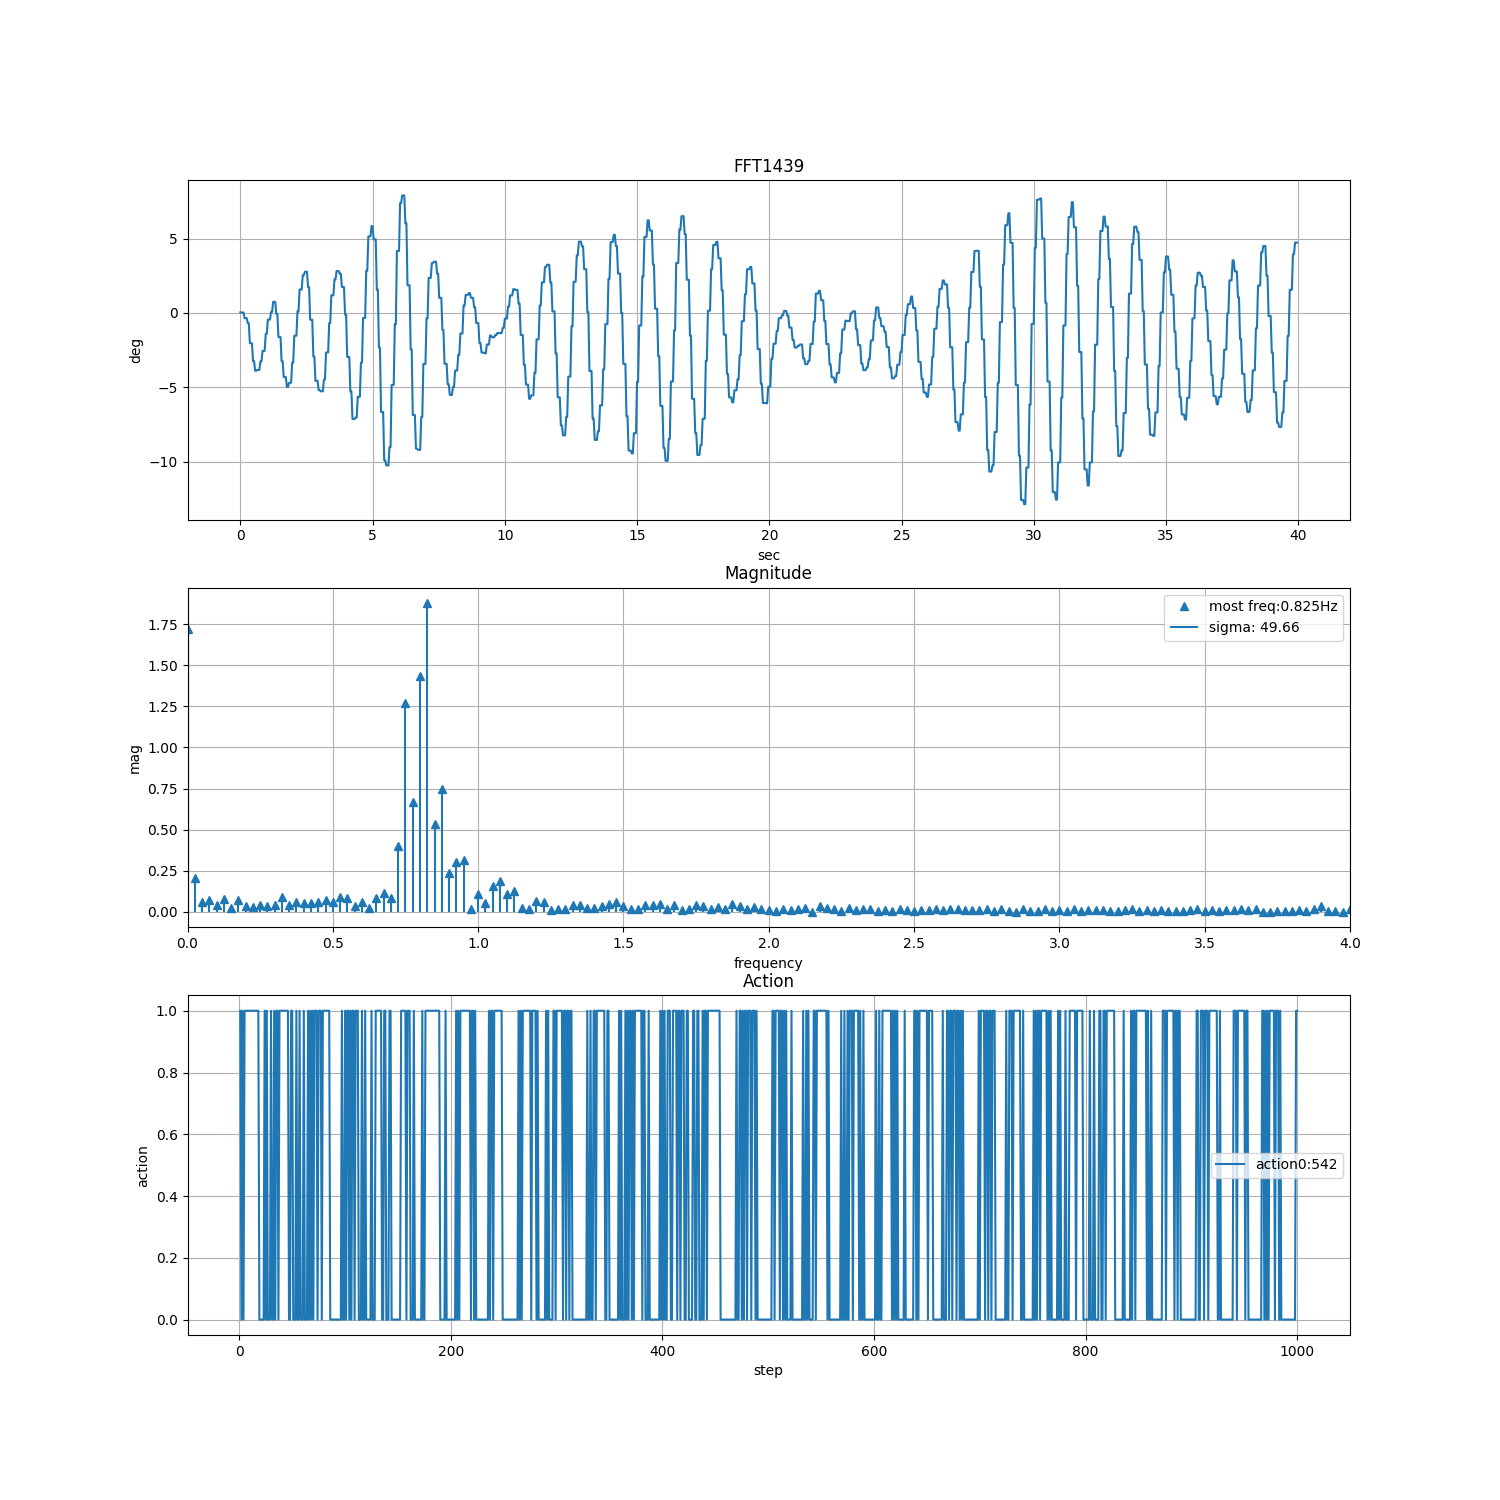 FFT1439
5
0
−5
−10
deg
0 5 10 15 20 25 30 35 40
sec
Magnitude
most freq:0.825Hz
sigma: 49.66
1.75
1.50
1.25
1.00
0.75
0.50
0.25
0.00
mag
0.0 0.5 1.0 1.5 2.0 2.5 3.0 3.5 4.0
frequency
Action
1.0
0.8
0.6
0.4
0.2
0.0
action
action0:542
0 200 400 600 800 1000
step